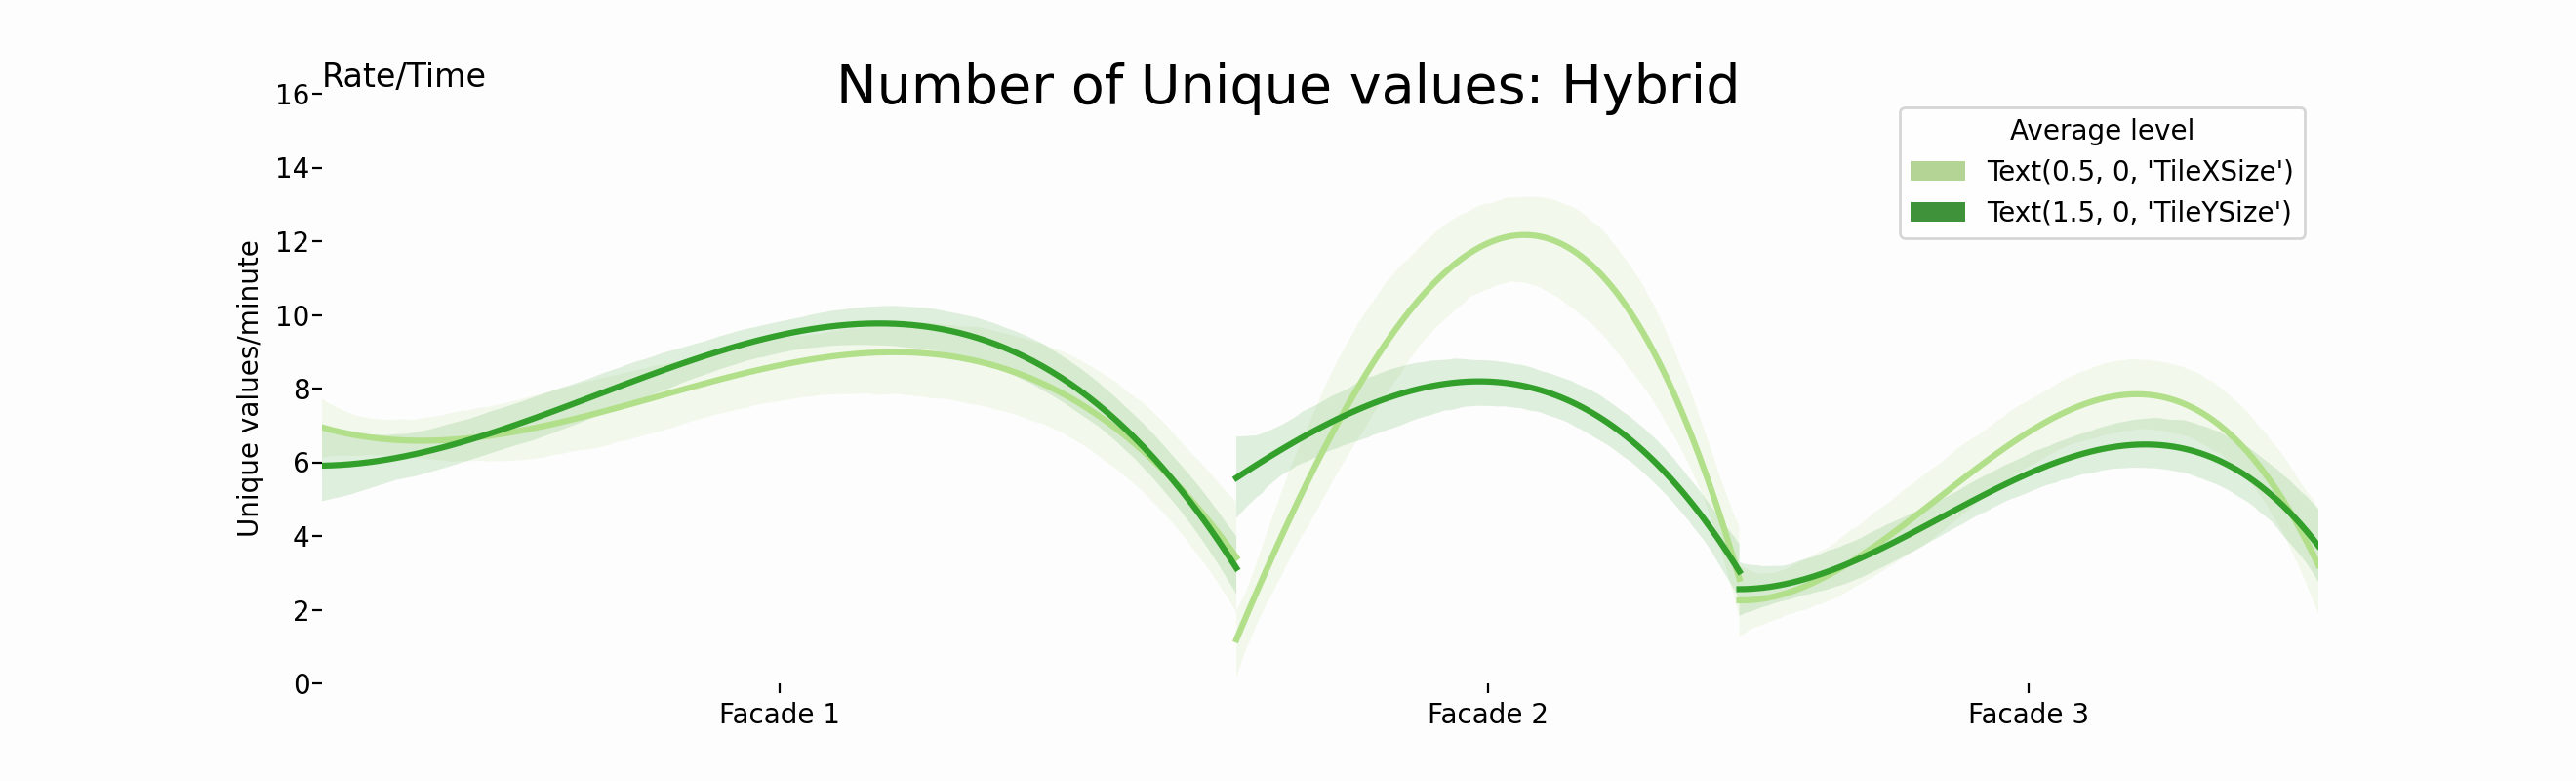 Rate/Time
Number of Unique values: Hybrid
16
14
12
10
8
6
4
2
0
Unique values/minute
Average level
Text(0.5, 0, 'TileXSize')
Text(1.5, 0, 'TileYSize')
Facade 1
Facade 2
Facade 3